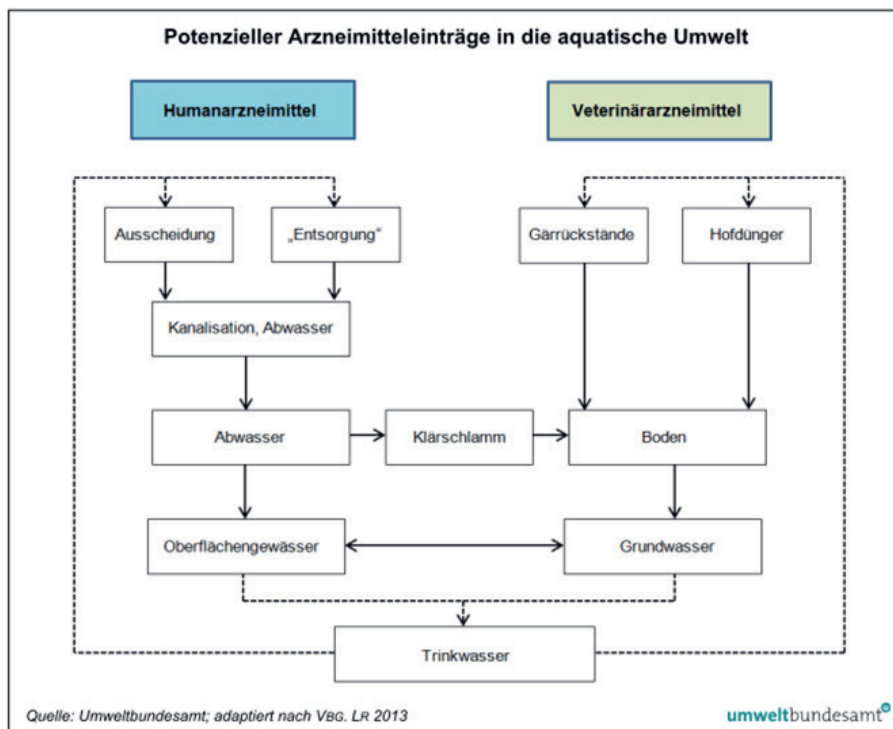 Potenzieller Arzneimitteleinträge in die aquatische Umwelt
Humanarzneimittel
Veterinärarzneimittel
Ausscheidung
„Entsorgung“
Garrückstände
Hofdünger
Kanalisation, Abwasser
Abwasser
Klärschlamm
Boden
Oberflächengewässer
Grundwasser
Trinkwasser
Quelle: Umweltbundesamt; adaptiert nach VBG. LR 2013
umweltbundesamt